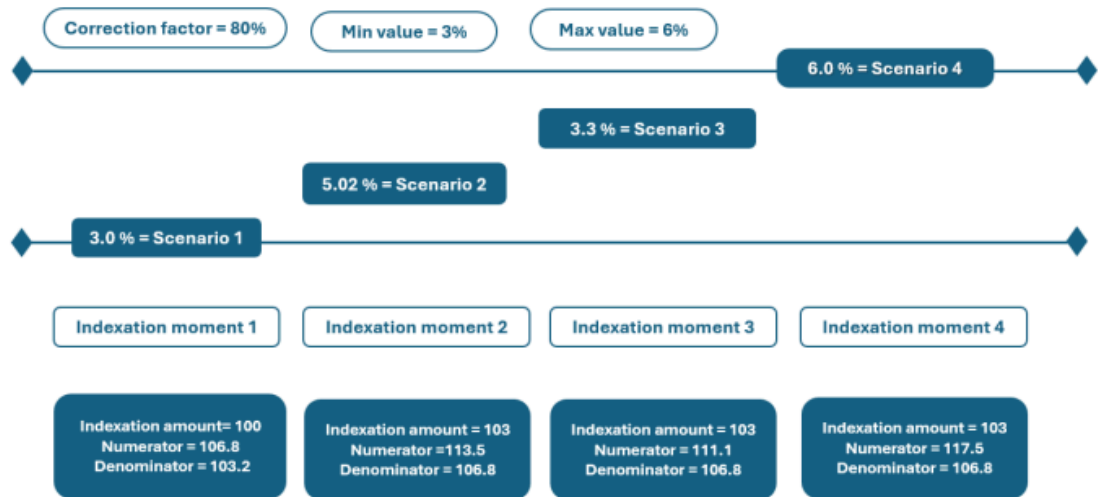 Correction factor = 80%
Min value = 3%
Max value = 6%
6.0 % = Scenario 4
3.3 % = Scenario 3
5.02 % = Scenario 2
3.0 % = Scenario 1
Indexation moment 1
Indexation moment 2
Indexation moment 3
Indexation moment 4
Indexation amount= 100
Numerator = 106.8
Denominator = 103.2
Indexation amount = 103
Numerator =113.5
Denominator = 106.8
Indexation amount = 103
Numerator = 111.1
Denominator = 106.8
Indexation amount = 103
Numerator = 117.5
Denominator = 106.8